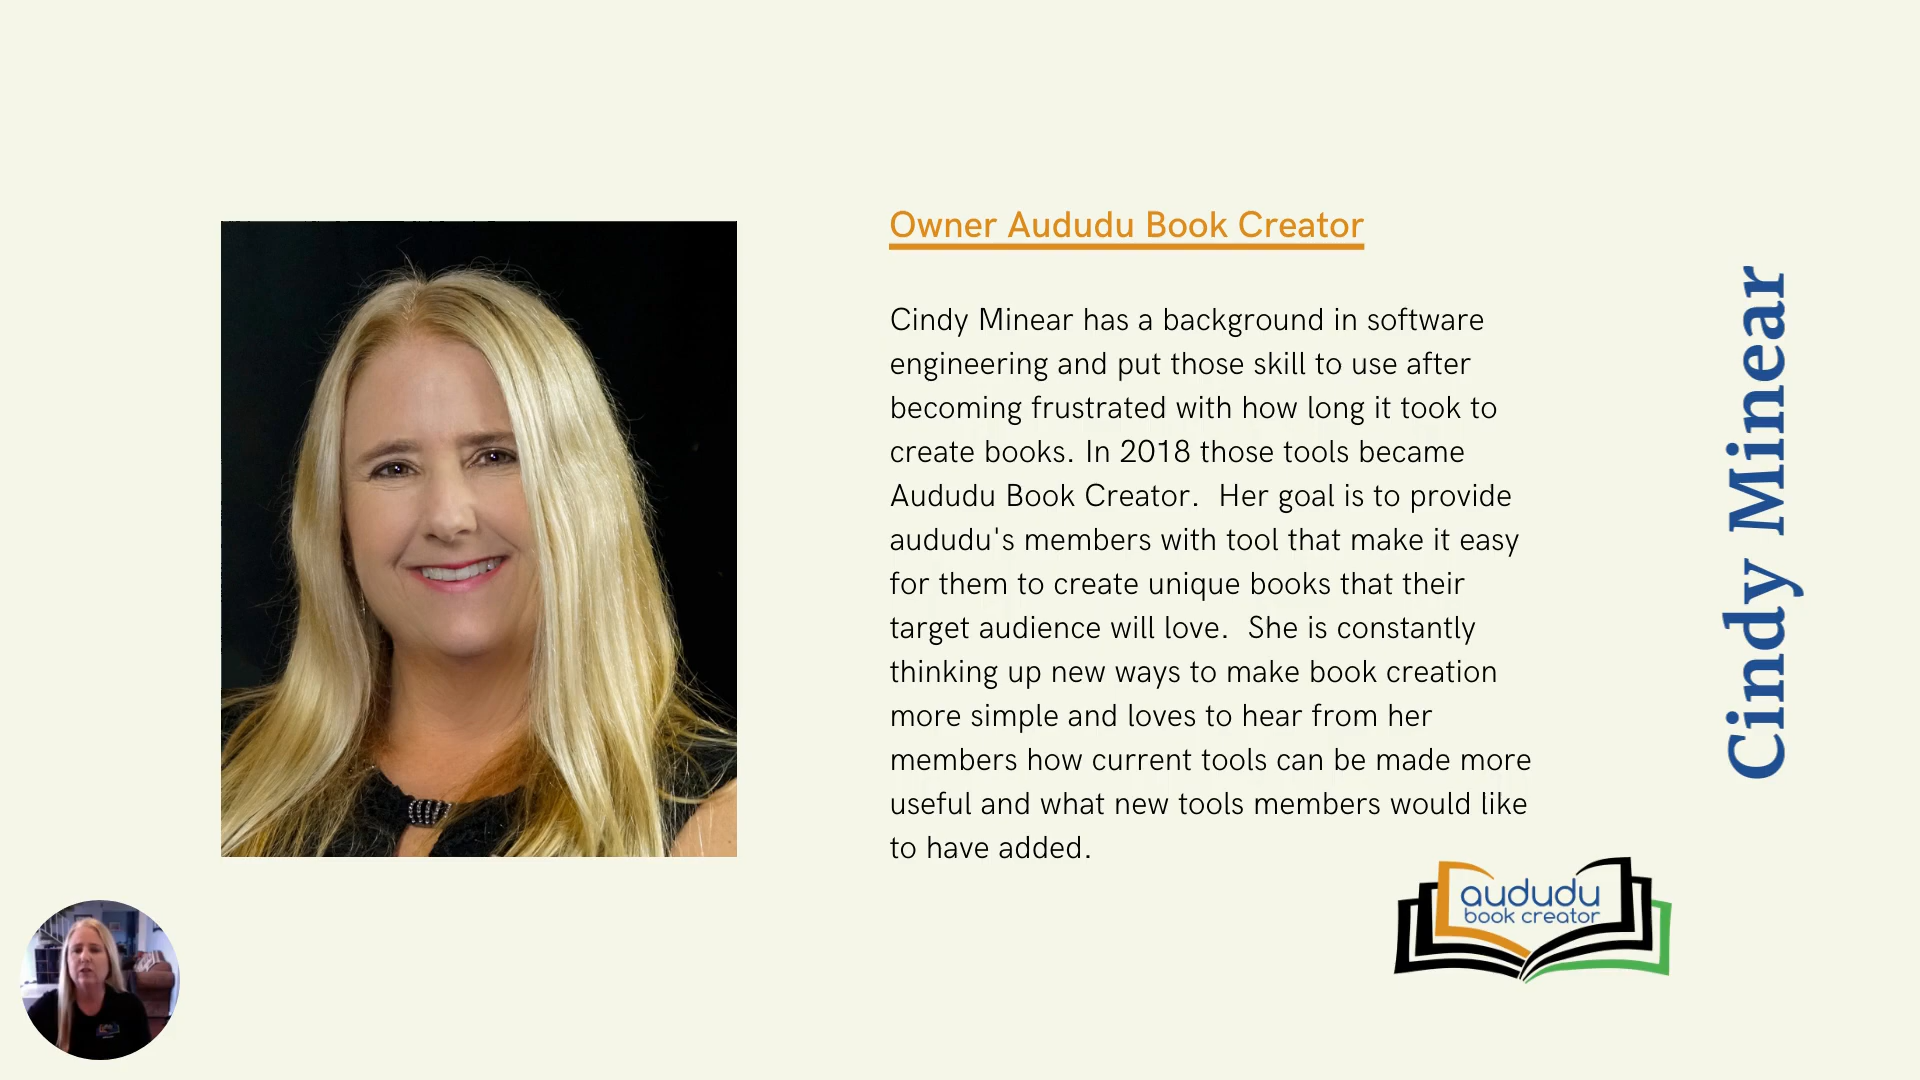 Owner Aududu Book Creator
Cindy Minear has a background in software
engineering and put those skill to use after
becoming frustrated with how long it took to
create books. In 2018 those tools became
Aududu Book Creator.  Her goal is to provide
aududu's members with tool that make it easy
for them to create unique books that their
target audience will love.  She is constantly
thinking up new ways to make book creation
more simple and loves to hear from her
members how current tools can be made more
useful and what new tools members would like
to have added.
Cindy Minear
aududu
book creator